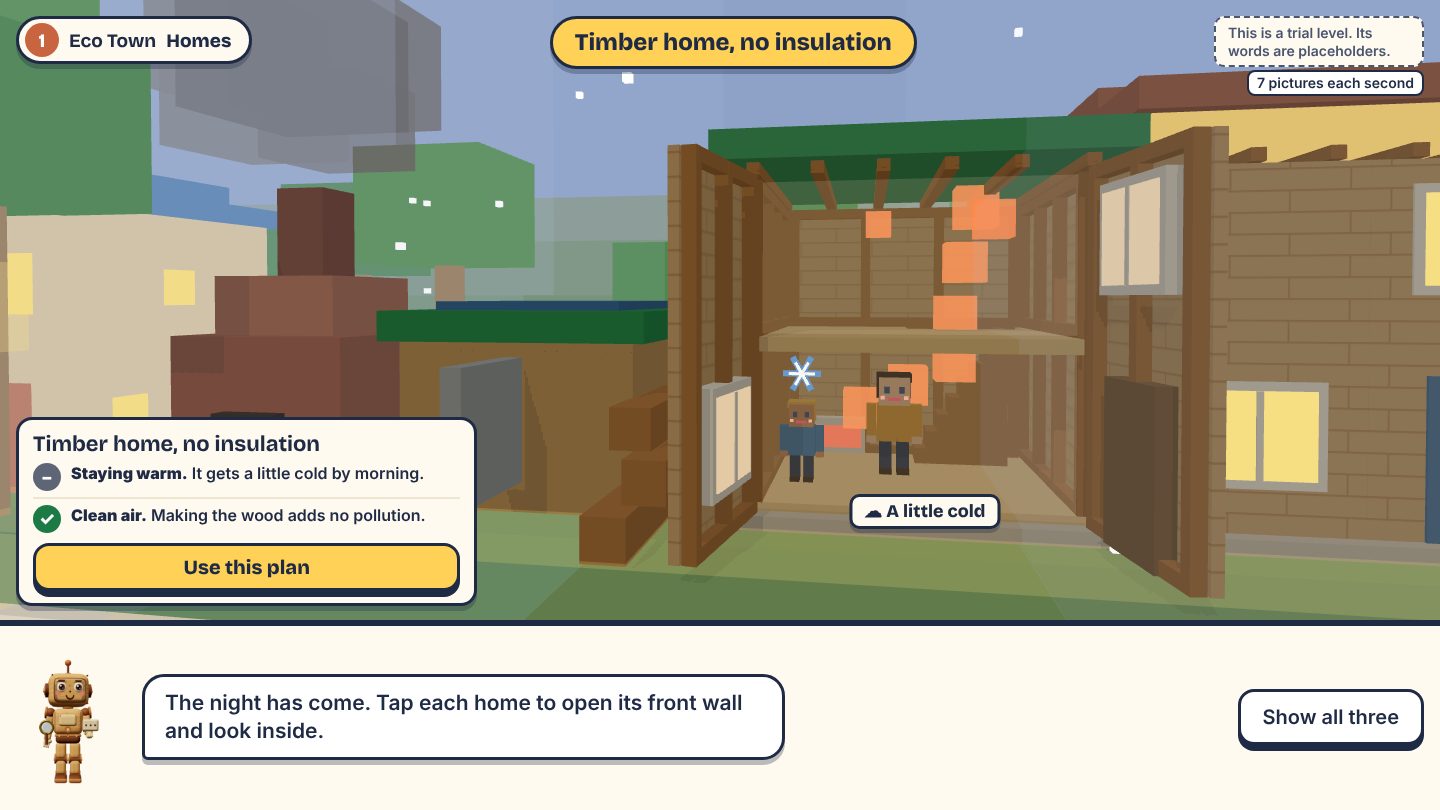 1 Eco Town Homes
Timber home, no insulation
This is a trial level. Its
words are placeholders.
7 pictures each second
Timber home, no insulation
Staying warm. It gets a little cold by morning.
Clean air. Making the wood adds no pollution.
Use this plan
A little cold
The night has come. Tap each home to open its front wall
and look inside.
Show all three